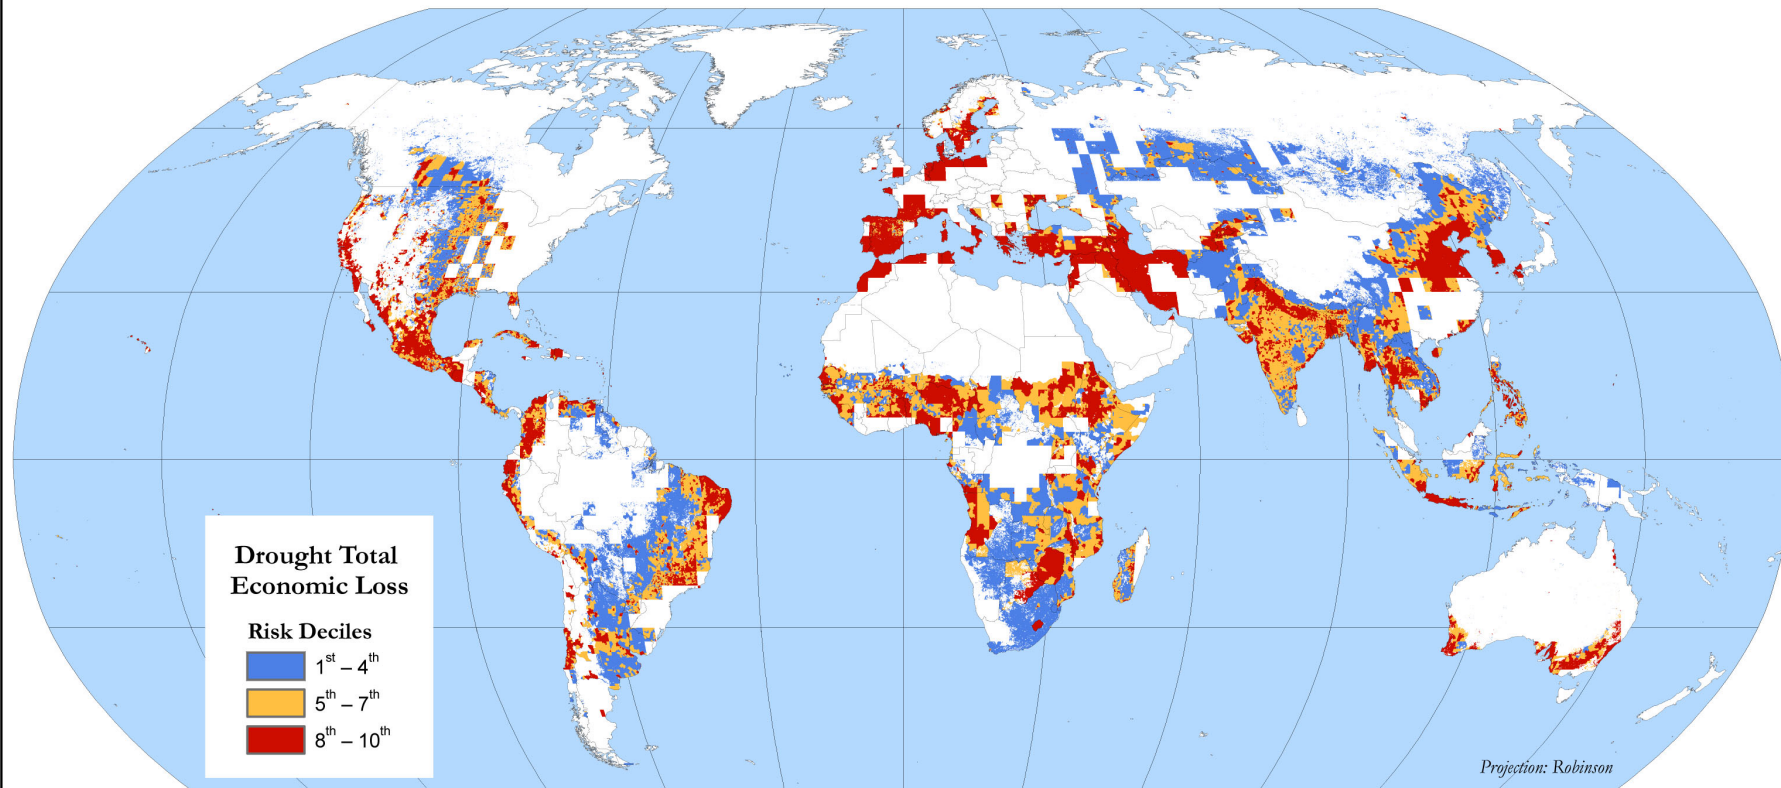 Drought Total
Economic Loss
Risk Deciles
1st – 4th
5th – 7th
8th – 10th
Projection: Robinson